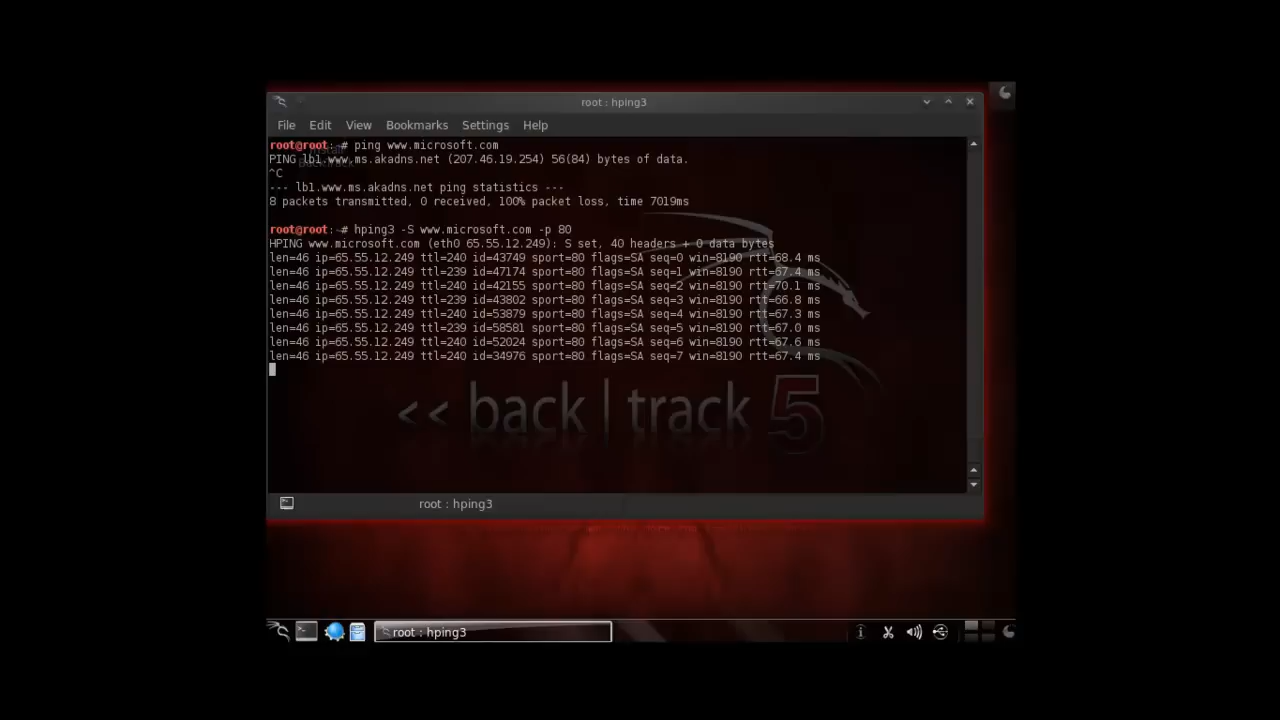 root : hping3
File Edit View Bookmarks Settings Help
root@root:~# ping www.microsoft.com
PING lb1.www.ms.akadns.net (207.46.19.254) 56(84) bytes of data.
^C
--- lb1.www.ms.akadns.net ping statistics ---
8 packets transmitted, 0 received, 100% packet loss, time 7019ms
root@root:~# hping3 -S www.microsoft.com -p 80
HPING www.microsoft.com (eth0 65.55.12.249): S set, 40 headers + 0 data bytes
len=46 ip=65.55.12.249 ttl=240 id=43749 sport=80 flags=SA seq=0 win=8190 rtt=68.4 ms
len=46 ip=65.55.12.249 ttl=239 id=47174 sport=80 flags=SA seq=1 win=8190 rtt=67.4 ms
len=46 ip=65.55.12.249 ttl=240 id=42155 sport=80 flags=SA seq=2 win=8190 rtt=70.1 ms
len=46 ip=65.55.12.249 ttl=239 id=43802 sport=80 flags=SA seq=3 win=8190 rtt=66.8 ms
len=46 ip=65.55.12.249 ttl=240 id=53879 sport=80 flags=SA seq=4 win=8190 rtt=67.3 ms
len=46 ip=65.55.12.249 ttl=239 id=58581 sport=80 flags=SA seq=5 win=8190 rtt=67.0 ms
len=46 ip=65.55.12.249 ttl=240 id=52024 sport=80 flags=SA seq=6 win=8190 rtt=67.6 ms
len=46 ip=65.55.12.249 ttl=240 id=34976 sport=80 flags=SA seq=7 win=8190 rtt=67.4 ms
<< back | track 5
root : hping3
root : hping3